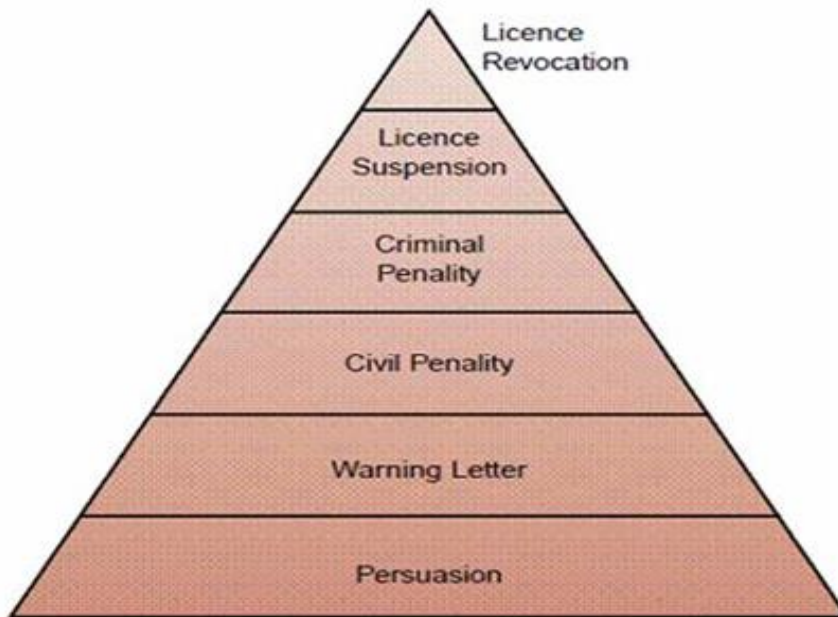 Licence
Revocation
Licence
Suspension
Criminal
Penality
Civil Penality
Warning Letter
Persuasion